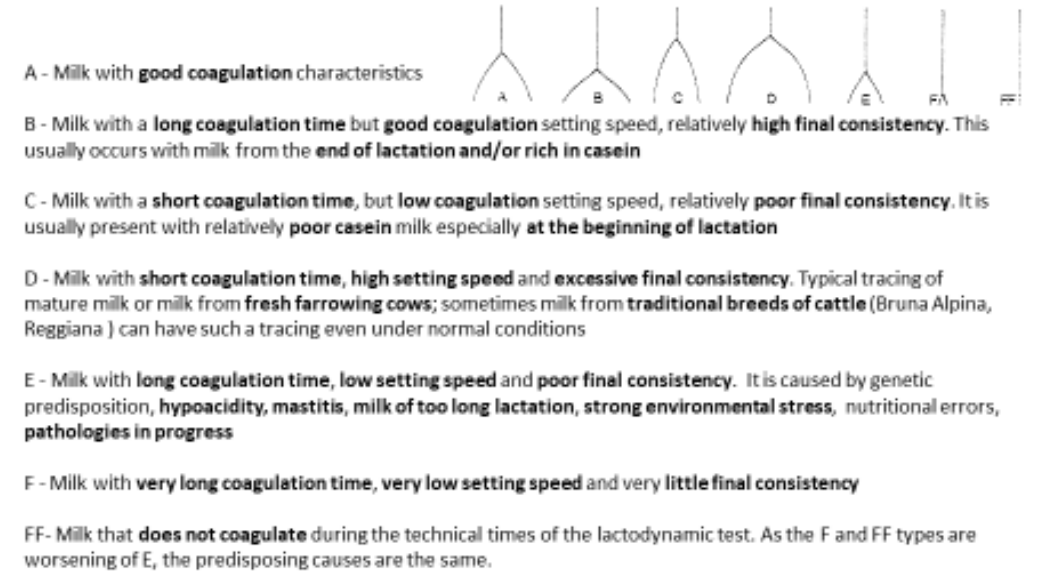 A B C D E F FF
A - Milk with good coagulation characteristics
B - Milk with a long coagulation time but good coagulation setting speed, relatively high final consistency. This
usually occurs with milk from the end of lactation and/or rich in casein
C - Milk with a short coagulation time, but low coagulation setting speed, relatively poor final consistency. It is
usually present with relatively poor casein milk especially at the beginning of lactation
D - Milk with short coagulation time, high setting speed and excessive final consistency. Typical tracing of
mature milk or milk from fresh farrowing cows; sometimes milk from traditional breeds of cattle (Bruna Alpina,
Reggiana ) can have such a tracing even under normal conditions
E - Milk with long coagulation time, low setting speed and poor final consistency. It is caused by genetic
predisposition, hypoacidity, mastitis, milk of too long lactation, strong environmental stress, nutritional errors,
pathologies in progress
F - Milk with very long coagulation time, very low setting speed and very little final consistency
FF- Milk that does not coagulate during the technical times of the lactodynamic test. As the F and FF types are
worsening of E, the predisposing causes are the same.